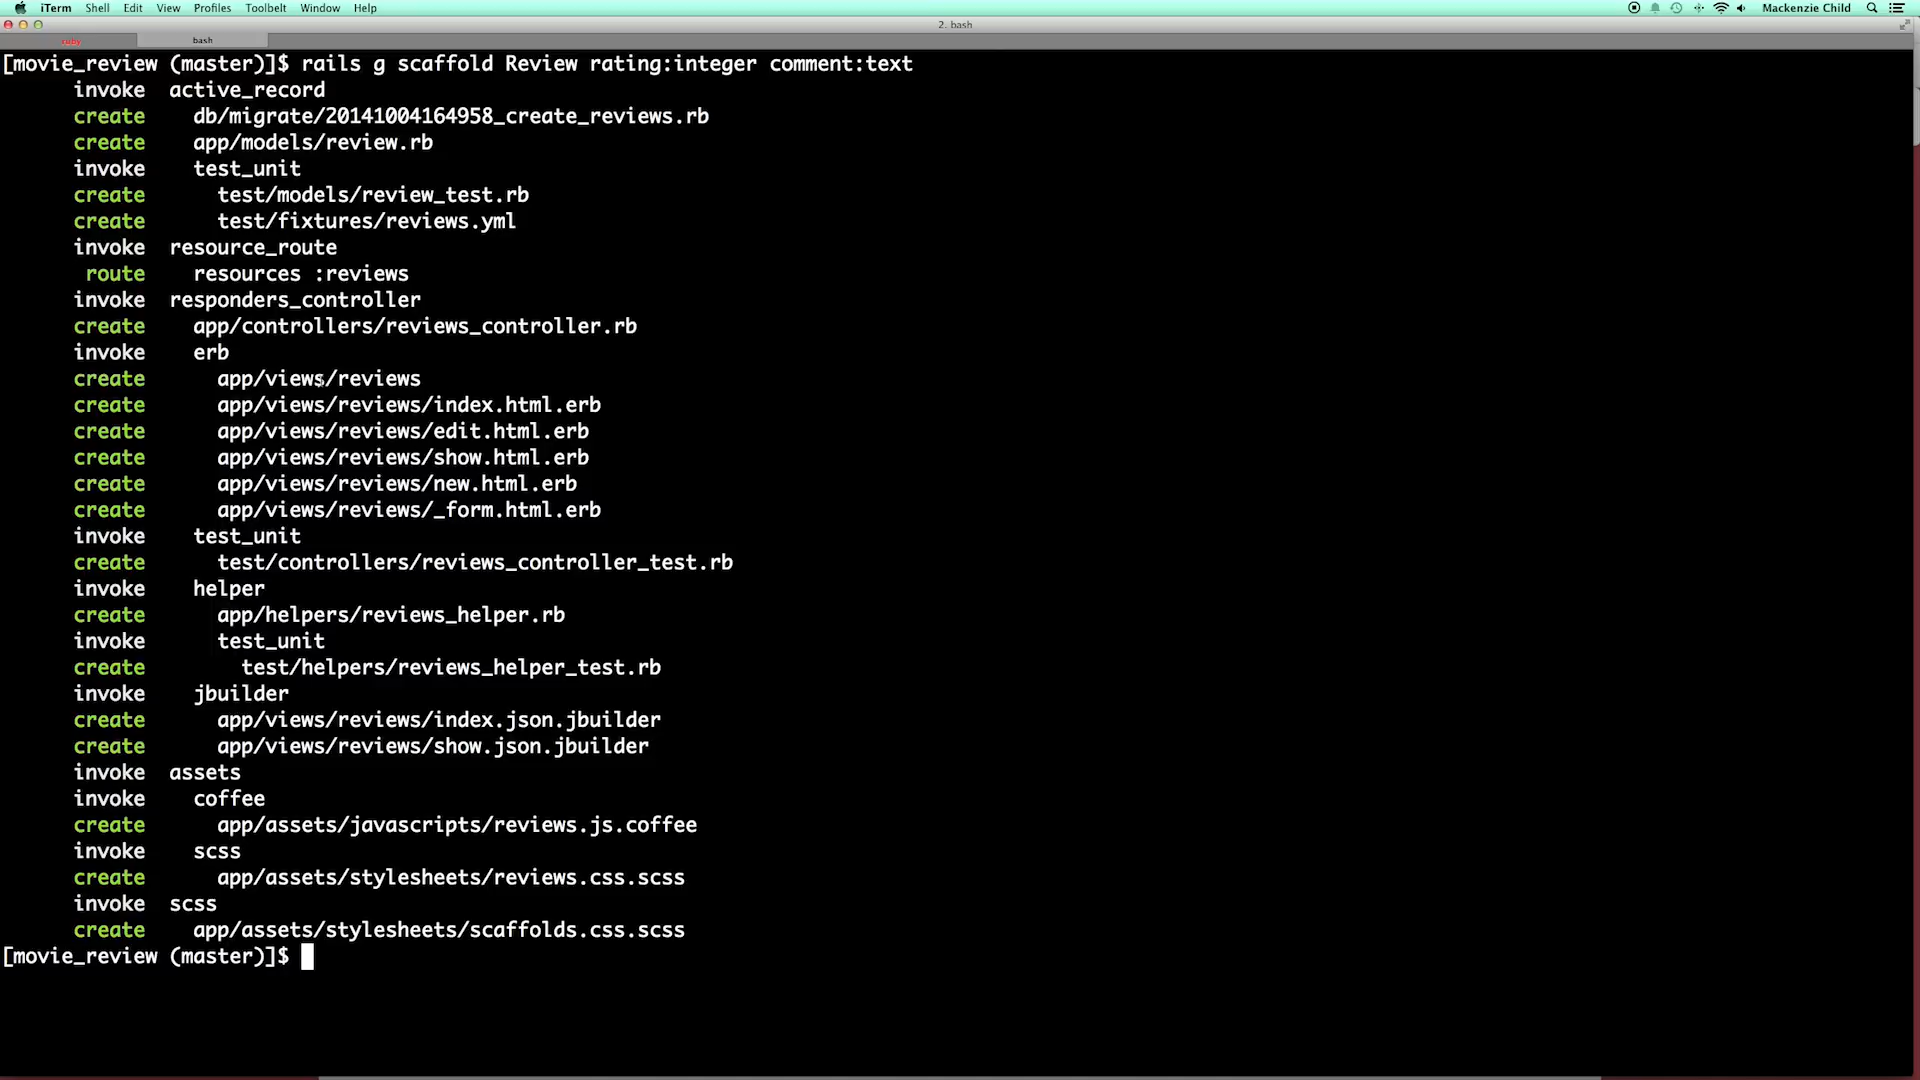 iTerm Shell Edit View Profiles Toolbelt Window Help Mackenzie Child
2. bash
ruby bash
[movie_review (master)]$ rails g scaffold Review rating:integer comment:text
invoke active_record
create db/migrate/20141004164958_create_reviews.rb
create app/models/review.rb
invoke test_unit
create test/models/review_test.rb
create test/fixtures/reviews.yml
invoke resource_route
route resources :reviews
invoke responders_controller
create app/controllers/reviews_controller.rb
invoke erb
create app/views/reviews
create app/views/reviews/index.html.erb
create app/views/reviews/edit.html.erb
create app/views/reviews/show.html.erb
create app/views/reviews/new.html.erb
create app/views/reviews/_form.html.erb
invoke test_unit
create test/controllers/reviews_controller_test.rb
invoke helper
create app/helpers/reviews_helper.rb
invoke test_unit
create test/helpers/reviews_helper_test.rb
invoke jbuilder
create app/views/reviews/index.json.jbuilder
create app/views/reviews/show.json.jbuilder
invoke assets
invoke coffee
create app/assets/javascripts/reviews.js.coffee
invoke scss
create app/assets/stylesheets/reviews.css.scss
invoke scss
create app/assets/stylesheets/scaffolds.css.scss
[movie_review (master)]$